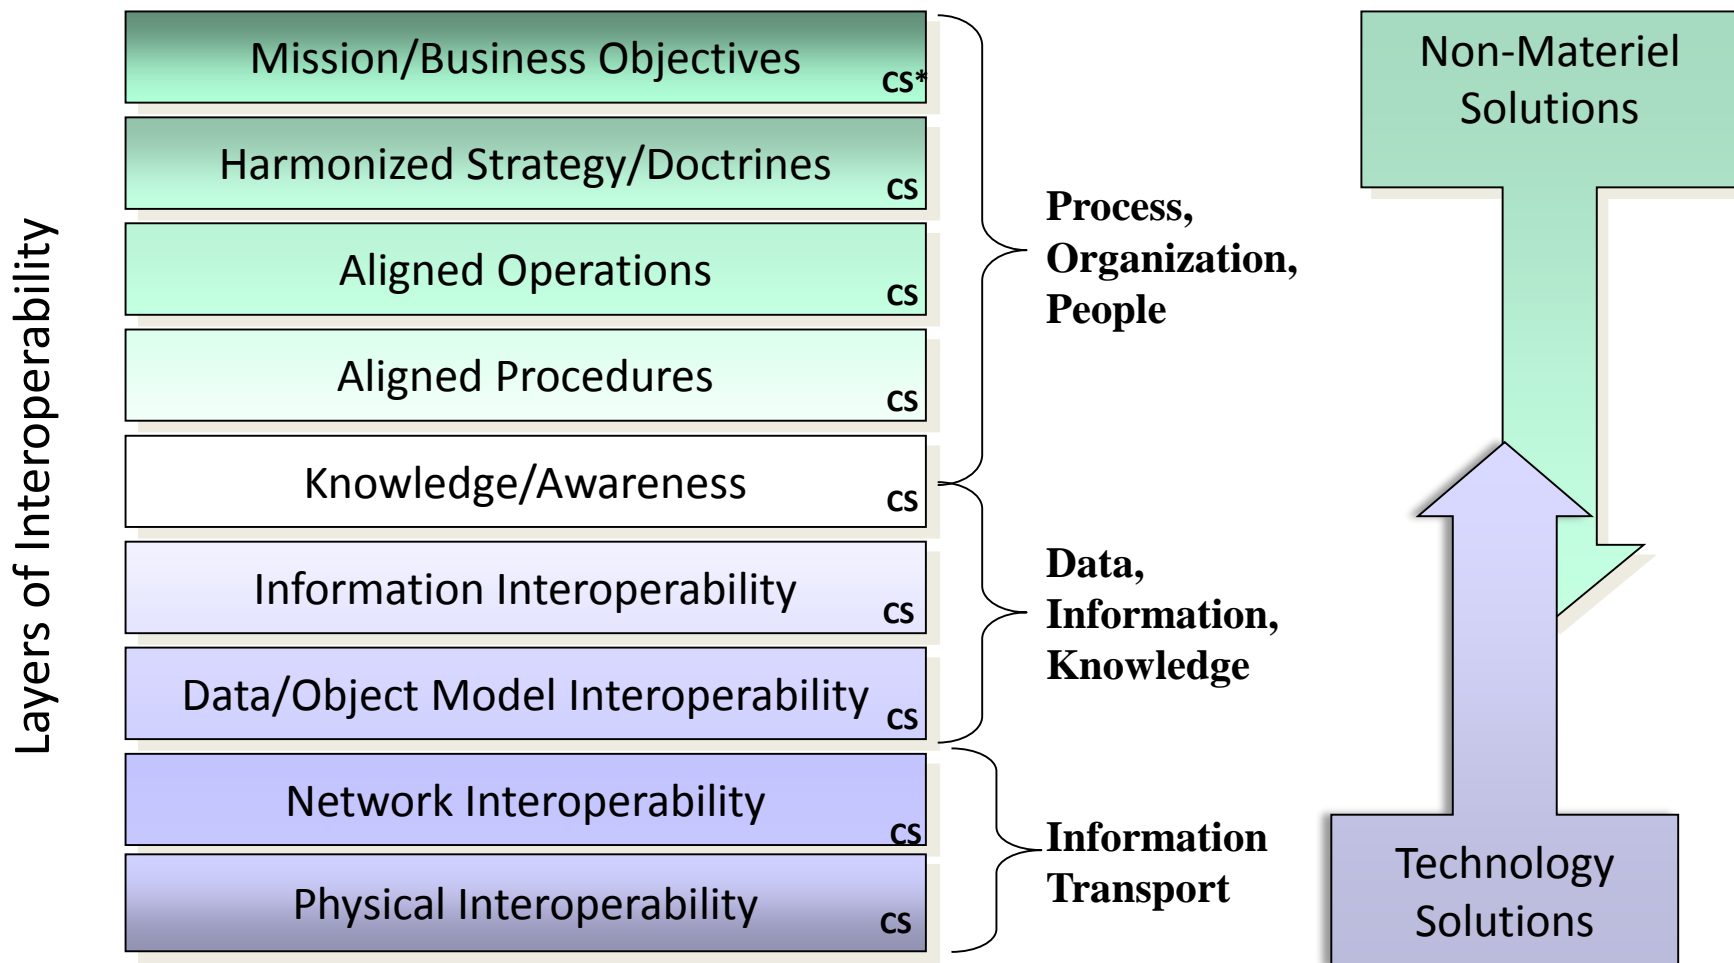 Layers of Interoperability
Mission/Business Objectives
CS*
Harmonized Strategy/Doctrines
CS
Aligned Operations
CS
Aligned Procedures
CS
Knowledge/Awareness
CS
Information Interoperability
CS
Data/Object Model Interoperability
CS
Network Interoperability
CS
Physical Interoperability
CS
Process,
Organization,
People
Data,
Information,
Knowledge
Information
Transport
Non-Materiel
Solutions
Technology
Solutions